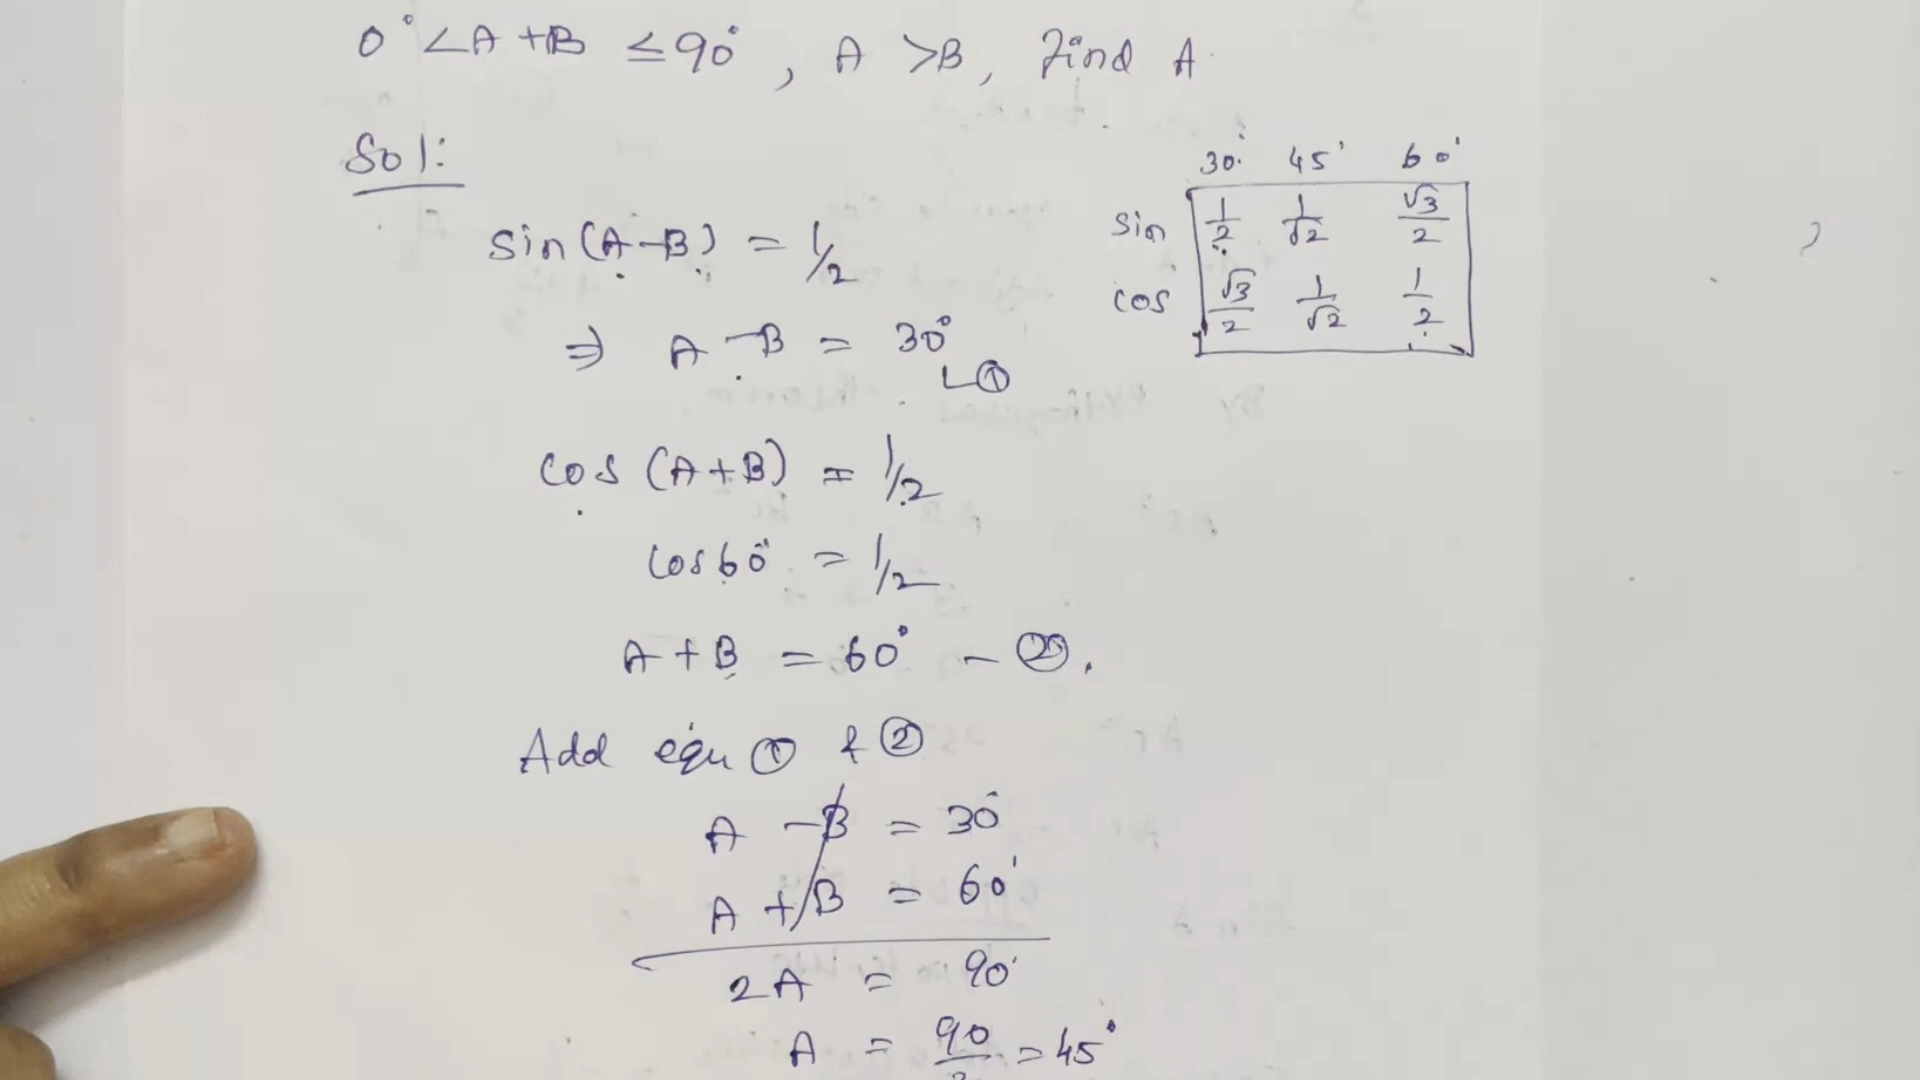 0° < A + B ≤ 90°, A > B, Find A.
Sol:
30° 45° 60°
sin 1/2 1/√2 √3/2
cos √3/2 1/√2 1/2
sin(A-B) = 1/2
⇒ A - B = 30° ①
cos (A+B) = 1/2
cos60° = 1/2
A + B = 60° - ②.
Add equ ① & ②
A - B = 30°
A + B = 60°
2A = 90°
A = 90/2 = 45°